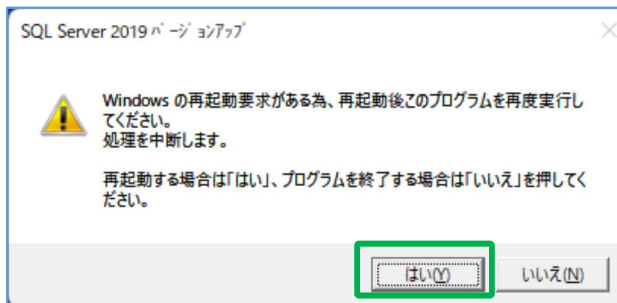 SQL Server 2019 ﾊﾞｰｼﾞｮﾝｱｯﾌﾟ
Windows の再起動要求がある為、再起動後このプログラムを再度実行し
てください。
処理を中断します。
再起動する場合は「はい」、プログラムを終了する場合は「いいえ」を押してく
ださい。
はい(Y)
いいえ(N)